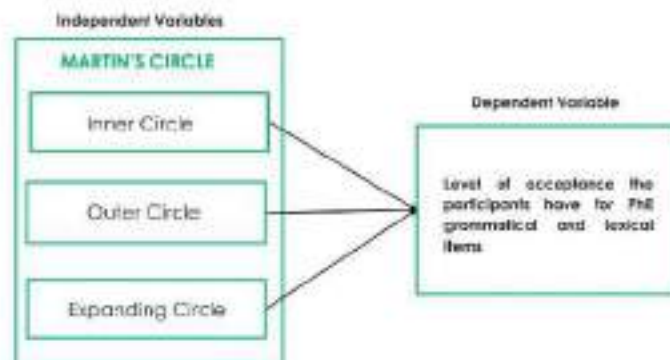 Independent Variables
MARTIN'S CIRCLE
Inner Circle
Outer Circle
Expanding Circle
Dependent Variable
Level of acceptance the
participants have for PhE
grammatical and lexical
items